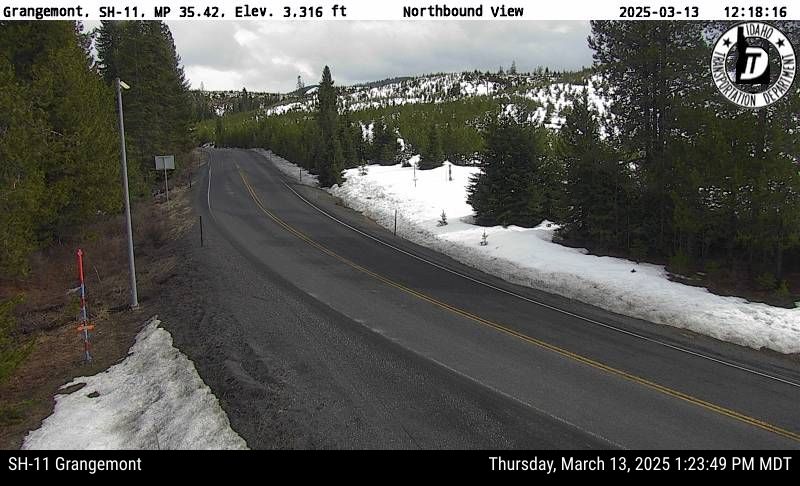 Grangemont, SH-11, MP 35.42, Elev. 3,316 ft Northbound View 2025-03-13 12:18:16
IDAHO
TRANSPORTATION DEPARTMENT
SH-11 Grangemont Thursday, March 13, 2025 1:23:49 PM MDT